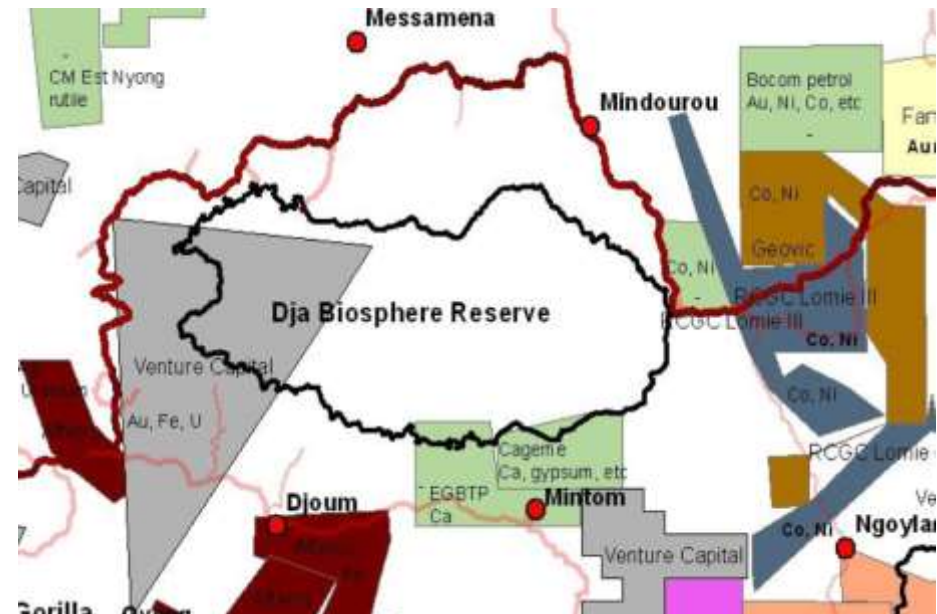 Messamena
CM Est Nyong
rutile
Bocom petrol
Au, Ni, Co, etc
Mindourou
Capital
Co, Ni
Geovic
Co, Ni
RCGC Lomie III
RCGC Lomie III
Co, Ni
Dja Biosphere Reserve
Venture Capital
Au, Fe, U
Co, Ni
Cageme
Ca, gypsum, etc
RCGC Lomie
EGBTP
Ca
Mintom
Djoum
Co, Ni
Venture Capital
Gorilla